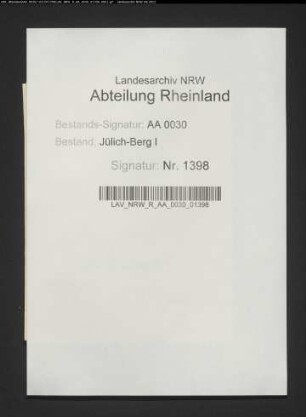 Landesarchiv NRW
Abteilung Rheinland
Bestands-Signatur: AA 0030
Bestand: Jülich-Berg I
Signatur: Nr. 1398
LAV_NRW_R_AA_0030_01398